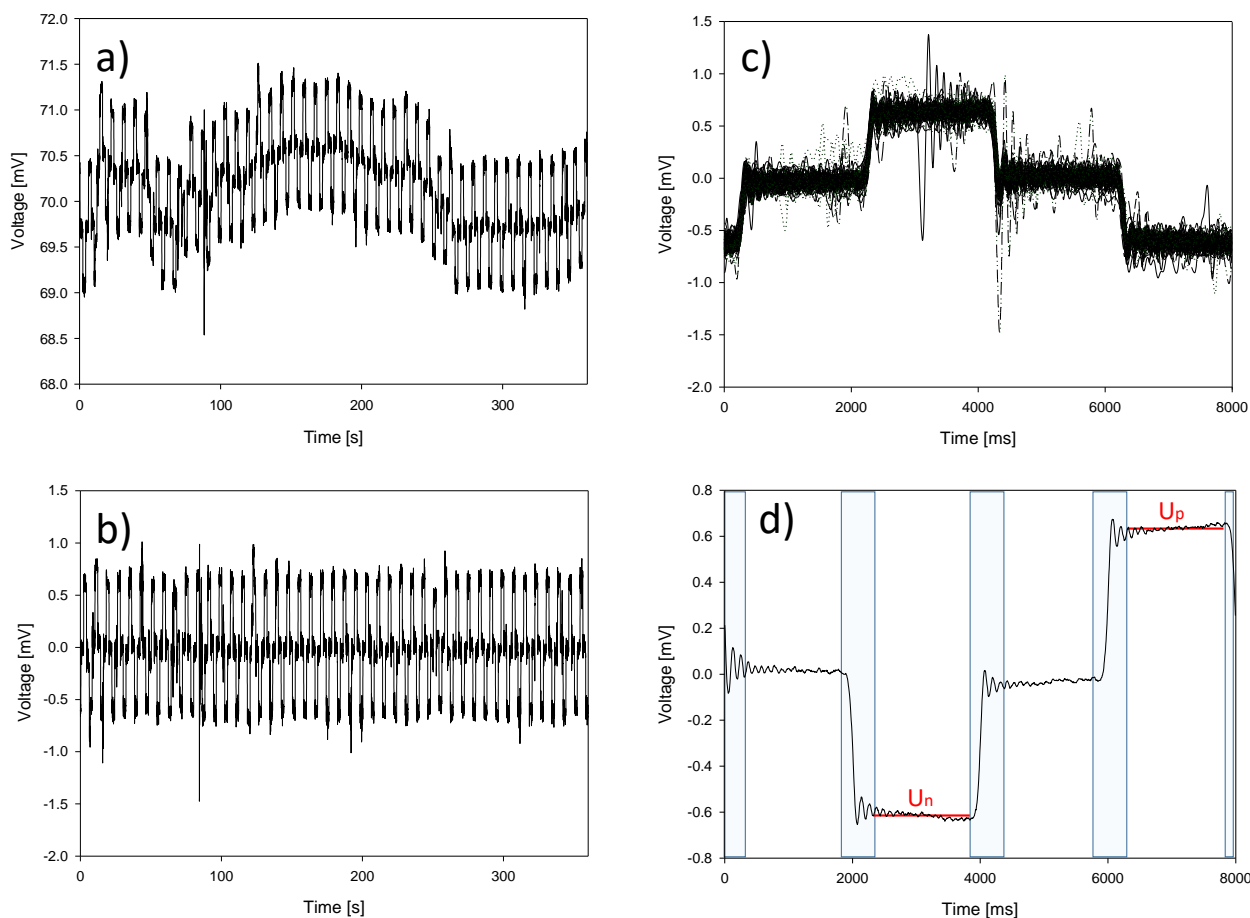 a)
Voltage [mV]
72.0
71.5
71.0
70.5
70.0
69.5
69.0
68.5
68.0
0 100 200 300
Time [s]
c)
Voltage [mV]
1.5
1.0
0.5
0.0
-0.5
-1.0
-1.5
-2.0
0 2000 4000 6000 8000
Time [ms]
b)
Voltage [mV]
1.5
1.0
0.5
0.0
-0.5
-1.0
-1.5
-2.0
0 100 200 300
Time [s]
d)
Up
Un
Voltage [mV]
0.8
0.6
0.4
0.2
0.0
-0.2
-0.4
-0.6
-0.8
0 2000 4000 6000 8000
Time [ms]